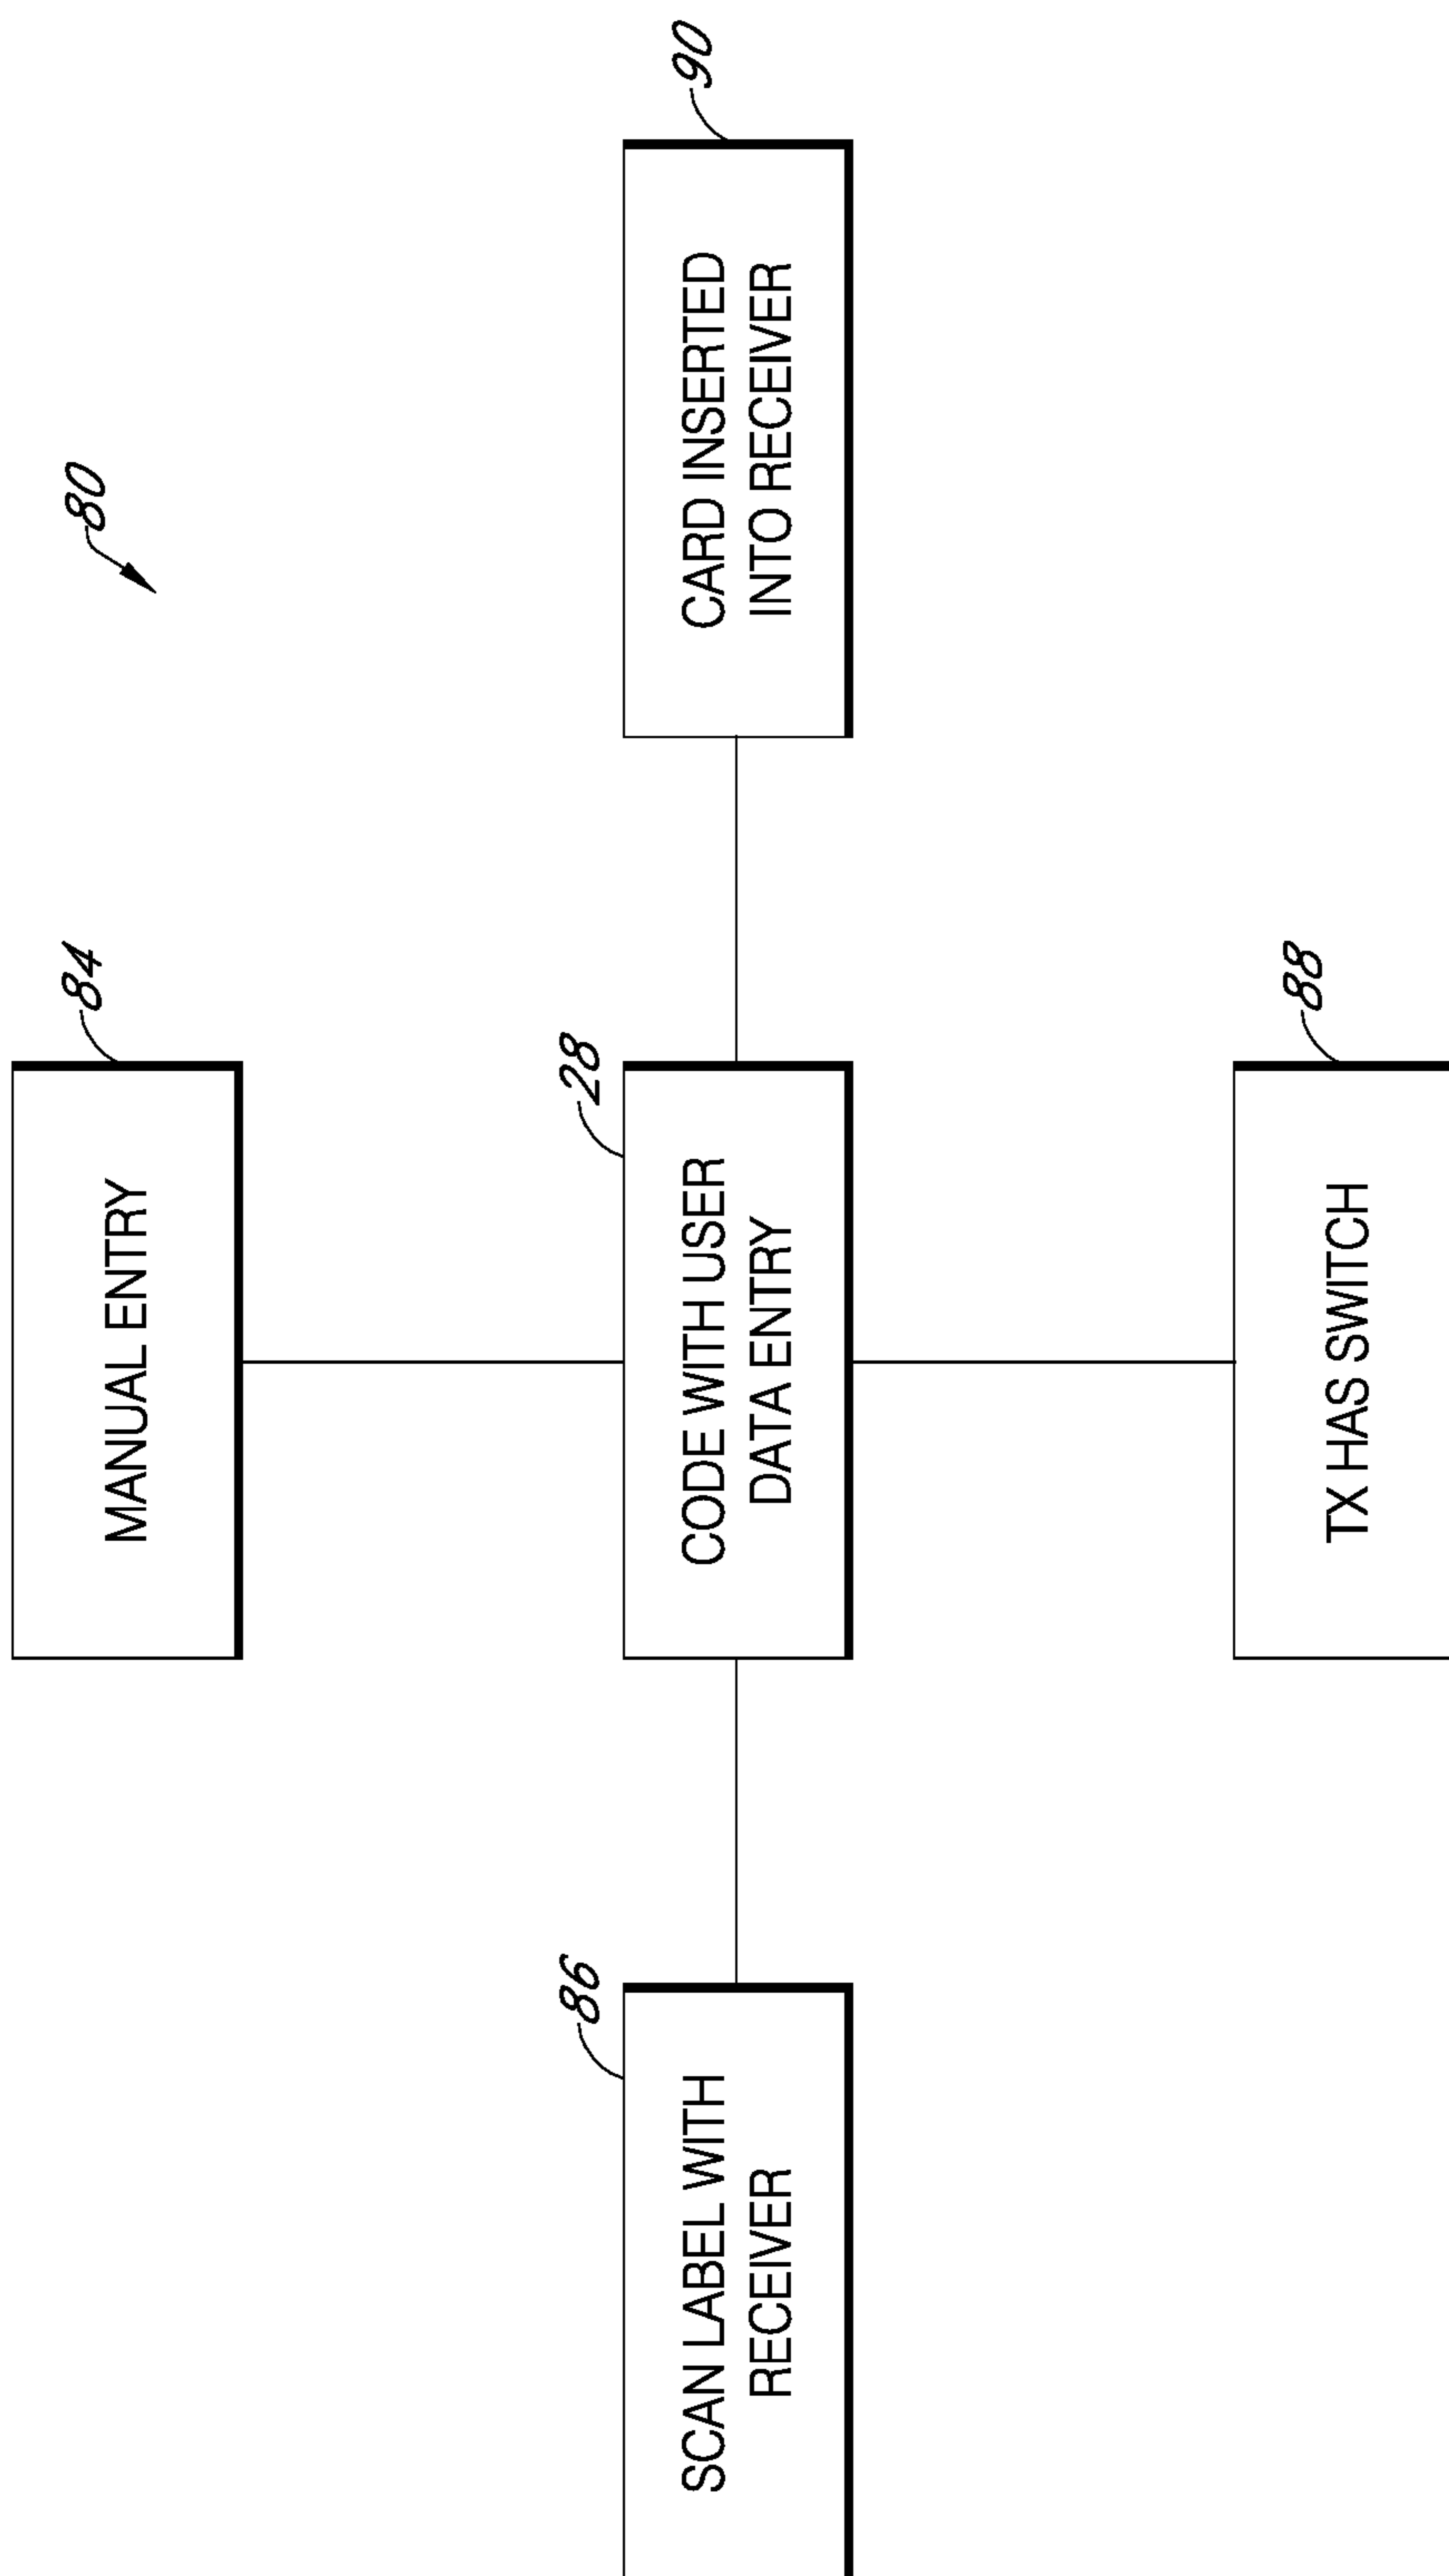 84
80
MANUAL ENTRY
86
28
90
SCAN LABEL WITH
RECEIVER
CODE WITH USER
DATA ENTRY
CARD INSERTED
INTO RECEIVER
88
TX HAS SWITCH